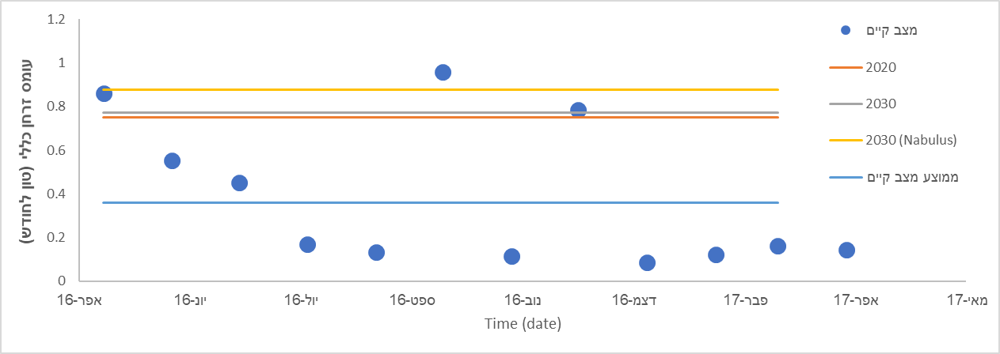 1.2
1
0.8
0.6
0.4
0.2
0
עומס זרחן כללי (טון לחודש)
אפר-16
יונ-16
יול-16
ספט-16
נוב-16
דצמ-16
פבר-17
אפר-17
מאי-17
Time (date)
מצב קיים
2020
2030
2030 (Nabulus)
ממוצע מצב קיים